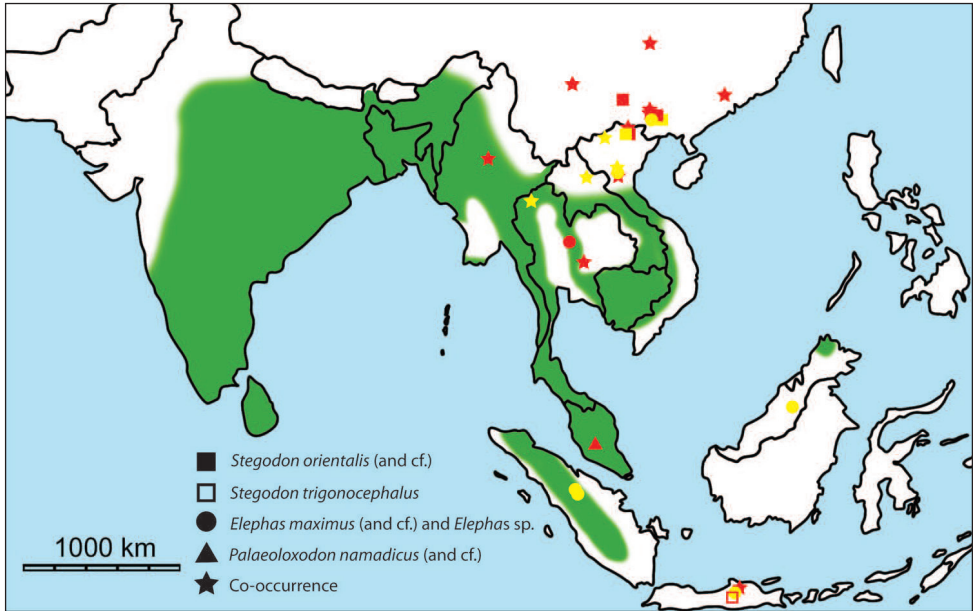 Stegodon orientalis (and cf.)
Stegodon trigonocephalus
Elephas maximus (and cf.) and Elephas sp.
Palaeoloxodon namadicus (and cf.)
Co-occurrence
1000 km